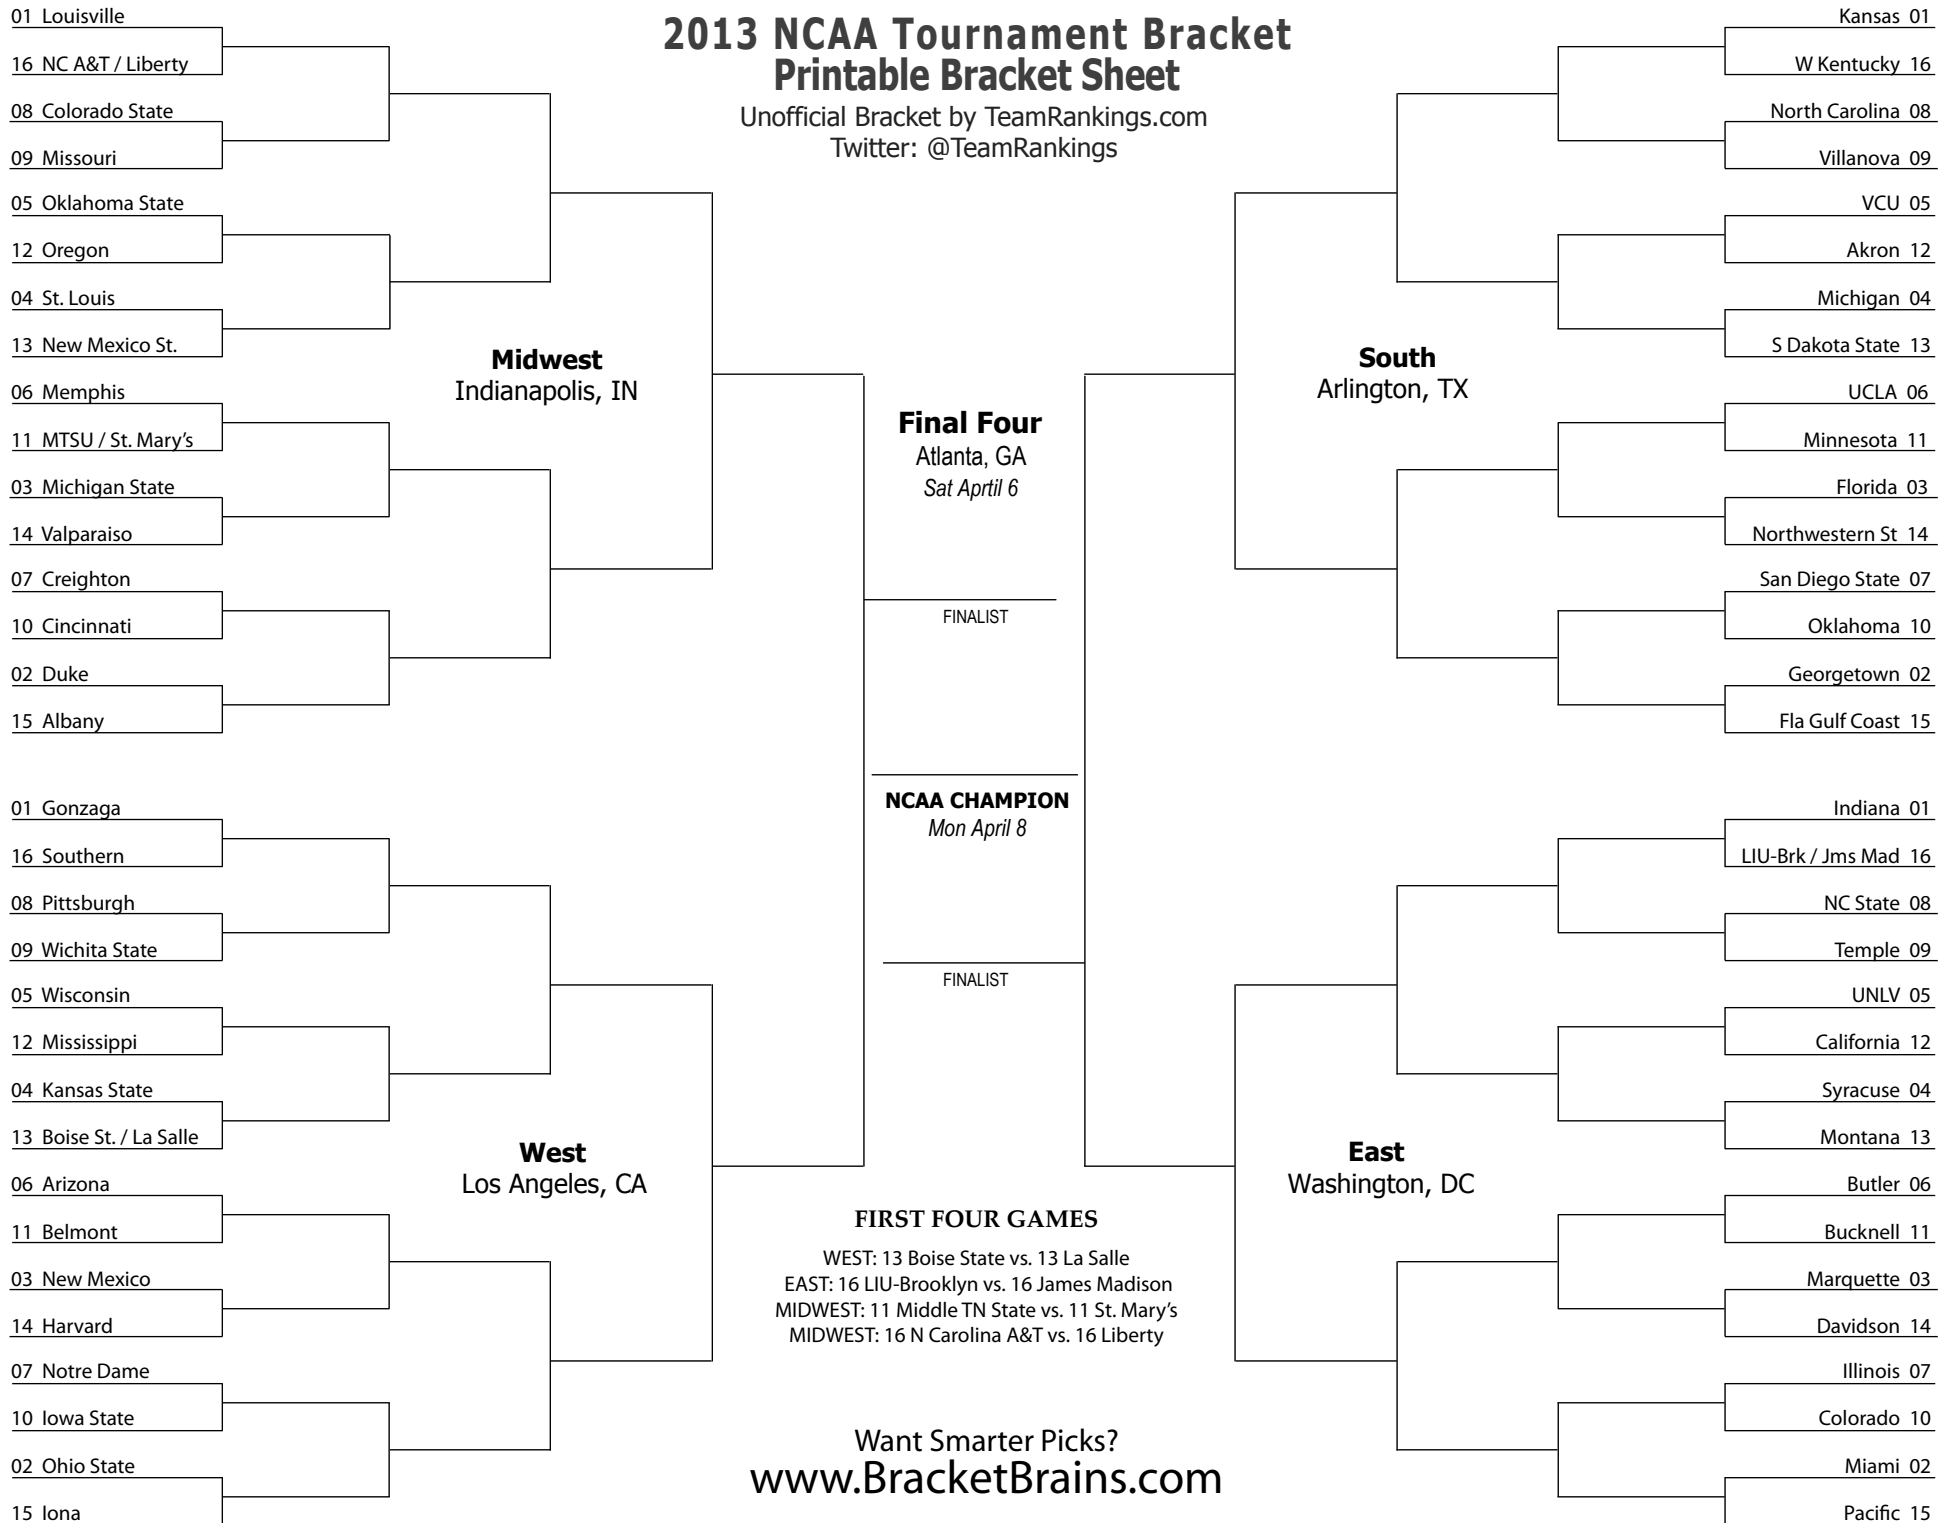 2013 NCAA Tournament Bracket
Printable Bracket Sheet
Unofficial Bracket by TeamRankings.com
Twitter: @TeamRankings
01 Louisville
16 NC A&T / Liberty
08 Colorado State
09 Missouri
05 Oklahoma State
12 Oregon
04 St. Louis
13 New Mexico St.
06 Memphis
11 MTSU / St. Mary’s
03 Michigan State
14 Valparaiso
07 Creighton
10 Cincinnati
02 Duke
15 Albany
Midwest
Indianapolis, IN
01 Gonzaga
16 Southern
08 Pittsburgh
09 Wichita State
05 Wisconsin
12 Mississippi
04 Kansas State
13 Boise St. / La Salle
06 Arizona
11 Belmont
03 New Mexico
14 Harvard
07 Notre Dame
10 Iowa State
02 Ohio State
15 Iona
West
Los Angeles, CA
Final Four
Atlanta, GA
Sat Aprtil 6
FINALIST
NCAA CHAMPION
Mon April 8
FINALIST
FIRST FOUR GAMES
WEST: 13 Boise State vs. 13 La Salle
EAST: 16 LIU-Brooklyn vs. 16 James Madison
MIDWEST: 11 Middle TN State vs. 11 St. Mary’s
MIDWEST: 16 N Carolina A&T vs. 16 Liberty
Want Smarter Picks?
www.BracketBrains.com
South
Arlington, TX
Kansas 01
W Kentucky 16
North Carolina 08
Villanova 09
VCU 05
Akron 12
Michigan 04
S Dakota State 13
UCLA 06
Minnesota 11
Florida 03
Northwestern St 14
San Diego State 07
Oklahoma 10
Georgetown 02
Fla Gulf Coast 15
East
Washington, DC
Indiana 01
LIU-Brk / Jms Mad 16
NC State 08
Temple 09
UNLV 05
California 12
Syracuse 04
Montana 13
Butler 06
Bucknell 11
Marquette 03
Davidson 14
Illinois 07
Colorado 10
Miami 02
Pacific 15